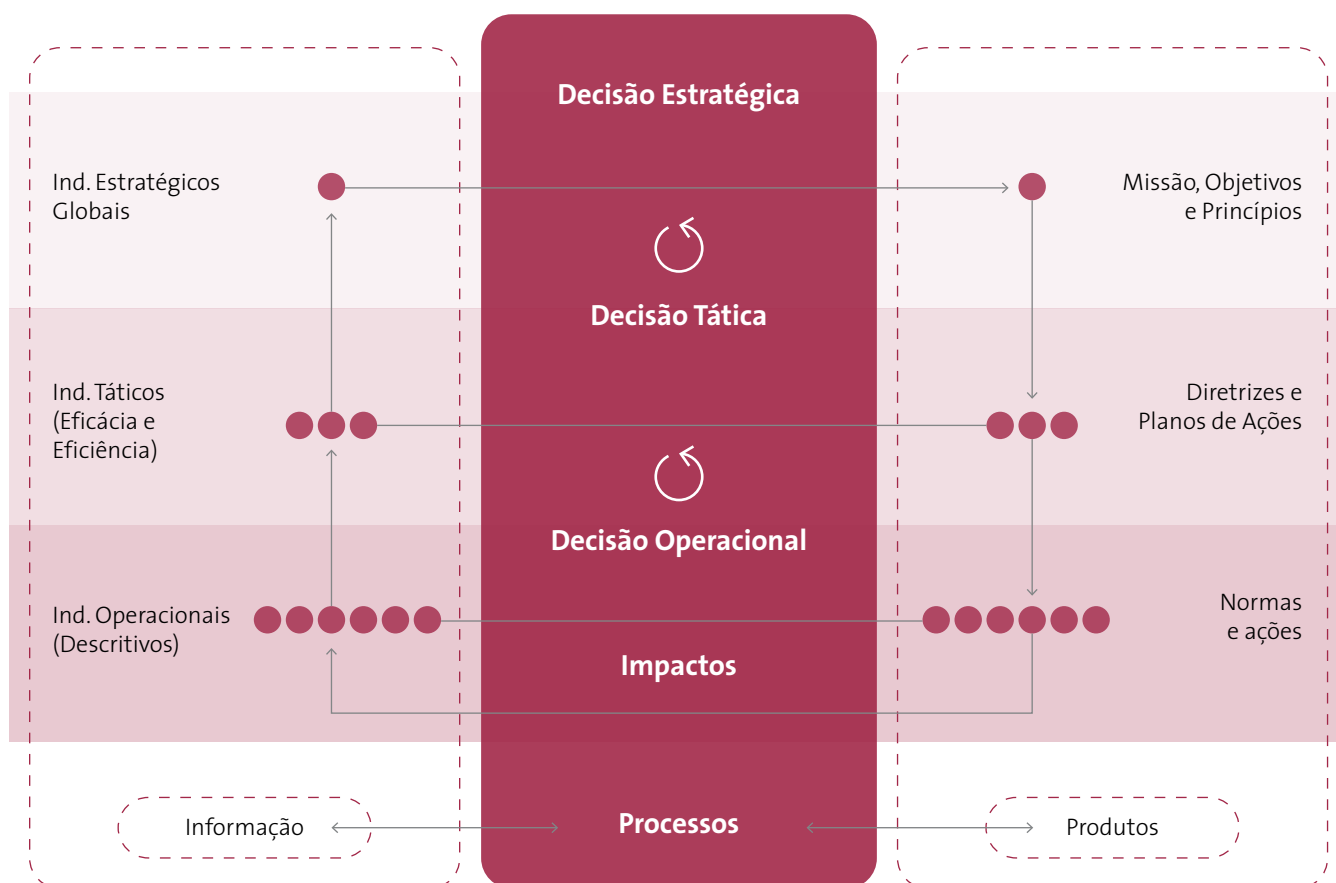 Decisão Estratégica
Ind. Estratégicos
Globais
Missão, Objetivos
e Princípios
Decisão Tática
Ind. Táticos
(Eficácia e
Eficiência)
Diretrizes e
Planos de Ações
Decisão Operacional
Ind. Operacionais
(Descritivos)
Normas
e ações
Impactos
Informação
Processos
Produtos